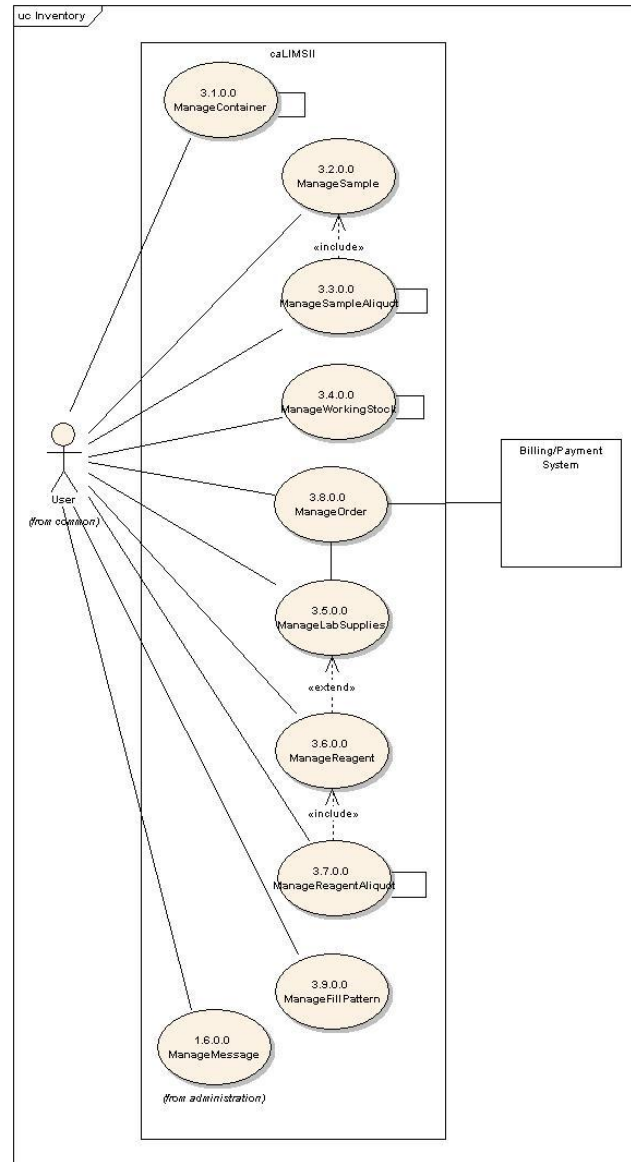 uc Inventory
caLIMSII
3.1.0.0
ManageContainer
3.2.0.0
ManageSample
«include»
3.3.0.0
ManageSampleAliquot
3.4.0.0
ManageWorkingStock
Billing/Payment
System
3.8.0.0
ManageOrder
User
(from common)
3.5.0.0
ManageLabSupplies
«extend»
3.6.0.0
ManageReagent
«include»
3.7.0.0
ManageReagentAliquot
3.9.0.0
ManageFillPattern
1.6.0.0
ManageMessage
(from administration)